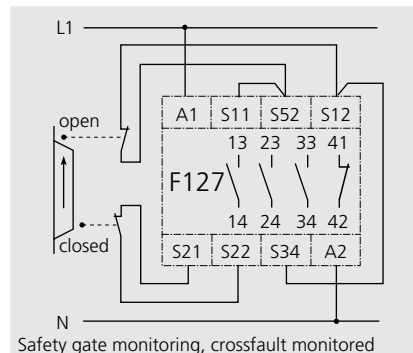 L1
open
A1 S11 S52 S12
13 23 33 41
F127
14 24 34 42
closed
S21 S22 S34 A2
N
Safety gate monitoring, crossfault monitored